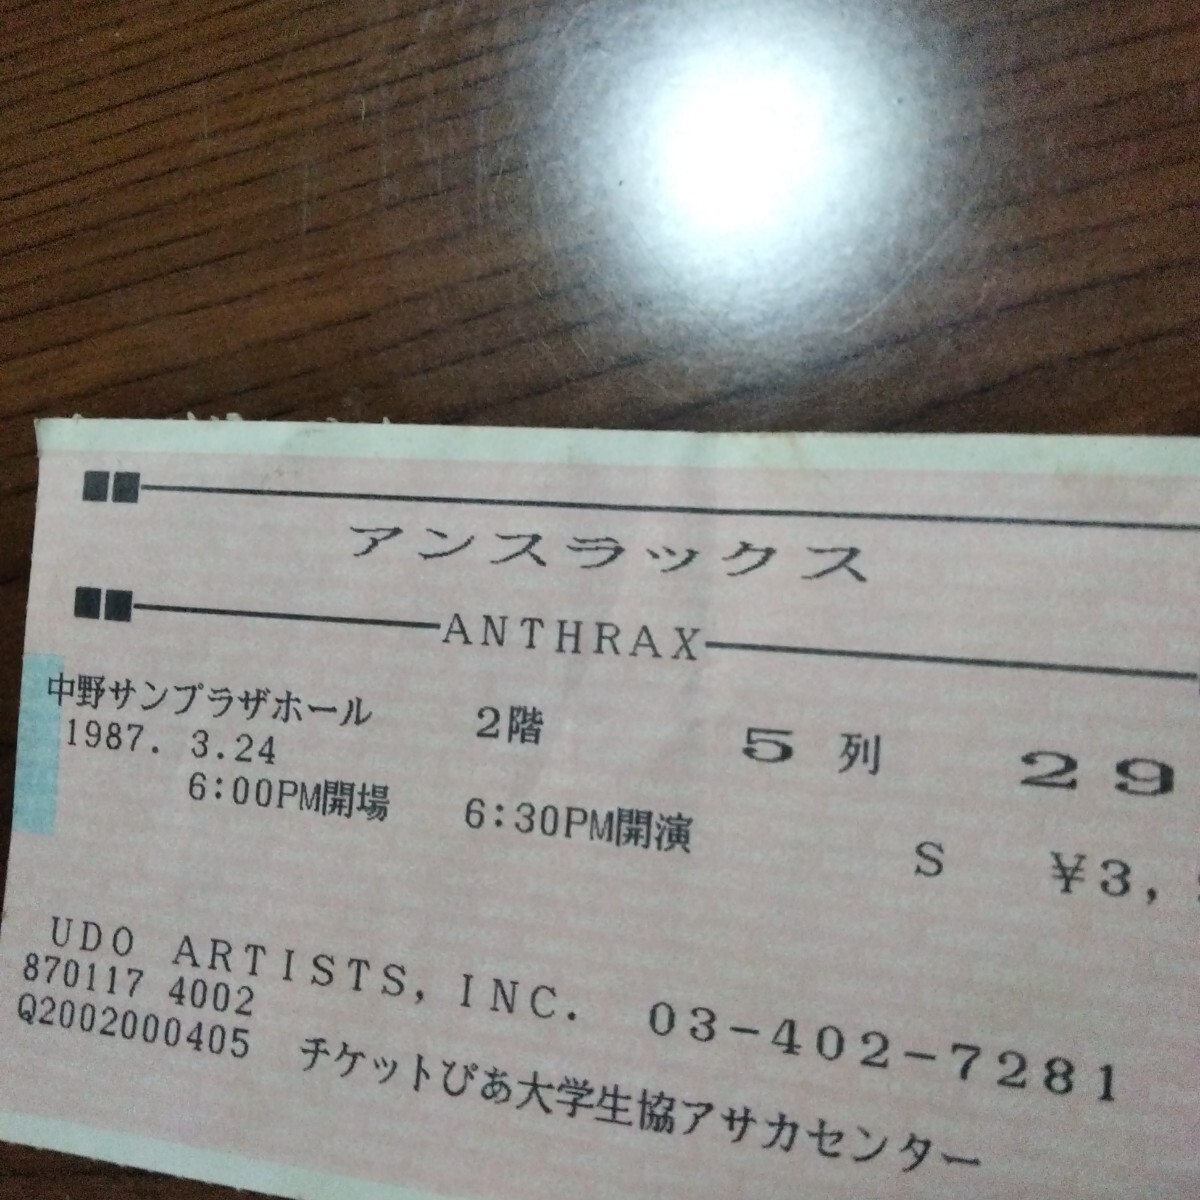 アンスラックス
ANTHRAX
中野サンプラザホール 2階 5 列 29
1987. 3.24
6:00PM開場 6:30PM開演 S ¥3,
UDO ARTISTS, INC. 03-402-7281
870117 4002
Q2002000405 チケットぴあ大学生協アサカセンター